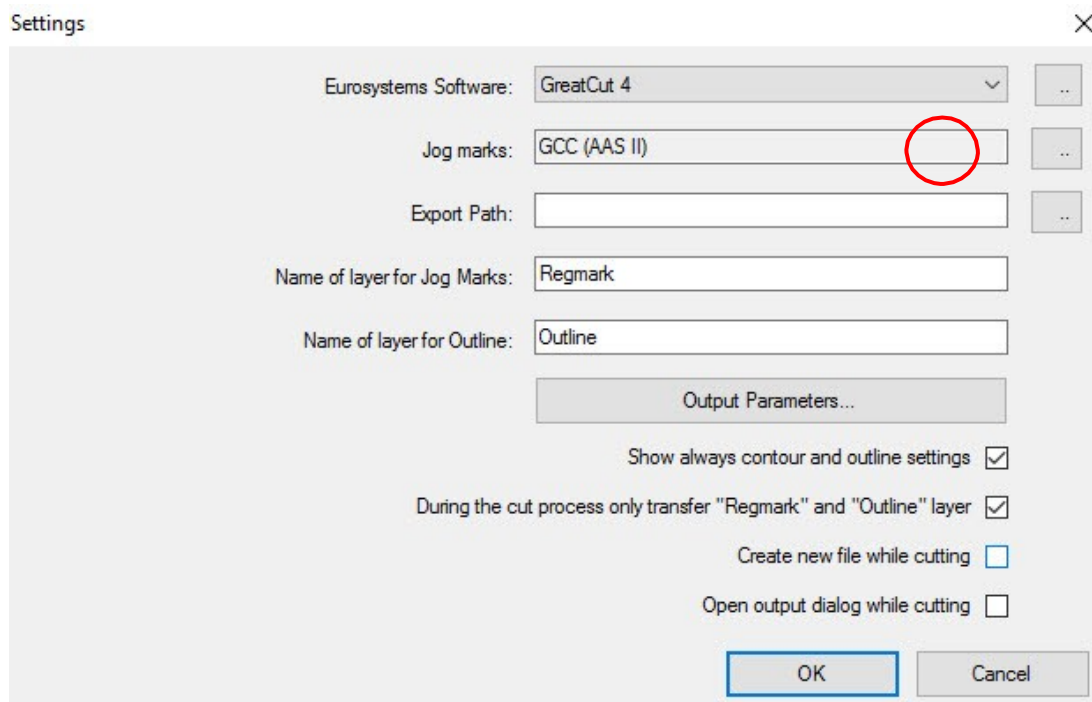 Settings
Eurosystems Software: GreatCut 4 ..
Jog marks: GCC (AAS II) ..
Export Path: ..
Name of layer for Jog Marks: Regmark
Name of layer for Outline: Outline
Output Parameters...
Show always contour and outline settings
During the cut process only transfer "Regmark" and "Outline" layer
Create new file while cutting
Open output dialog while cutting
OK Cancel